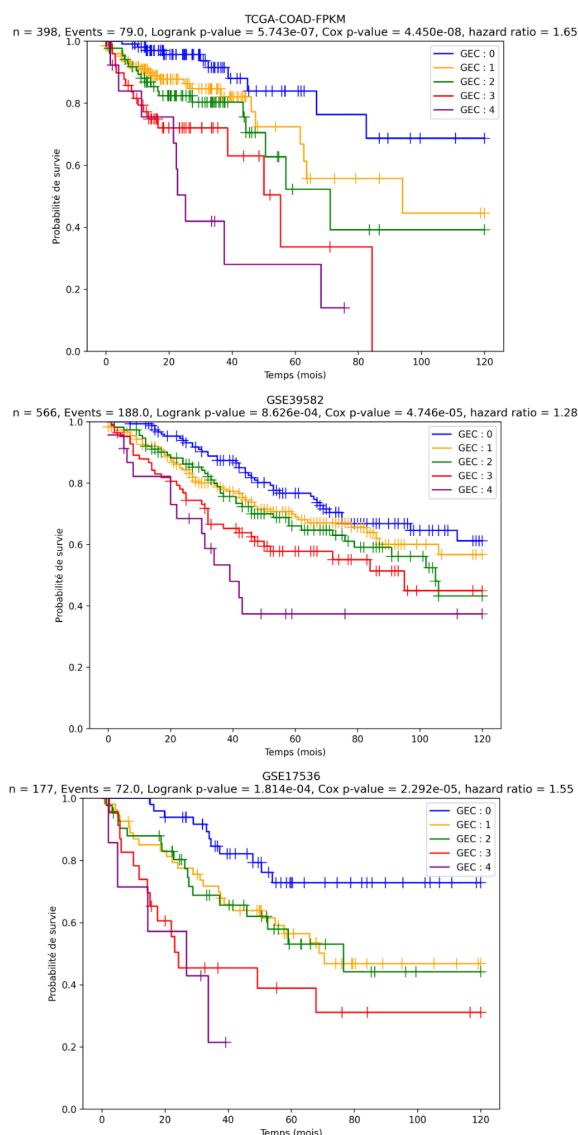 TCGA-COAD-FPKM
n = 398, Events = 79.0, Logrank p-value = 5.743e-07, Cox p-value = 4.450e-08, hazard ratio = 1.65
1.0
GEC : 0
GEC : 1
GEC : 2
GEC : 3
GEC : 4
0.8
0.6
0.4
0.2
0.0
Probabilité de survie
0 20 40 60 80 100 120
Temps (mois)
GSE39582
n = 566, Events = 188.0, Logrank p-value = 8.626e-04, Cox p-value = 4.746e-05, hazard ratio = 1.28
1.0
GEC : 0
GEC : 1
GEC : 2
GEC : 3
GEC : 4
0.8
0.6
0.4
0.2
0.0
Probabilité de survie
0 20 40 60 80 100 120
Temps (mois)
GSE17536
n = 177, Events = 72.0, Logrank p-value = 1.814e-04, Cox p-value = 2.292e-05, hazard ratio = 1.55
1.0
GEC : 0
GEC : 1
GEC : 2
GEC : 3
GEC : 4
0.8
0.6
0.4
0.2
0.0
Probabilité de survie
0 20 40 60 80 100 120
Temps (mois)